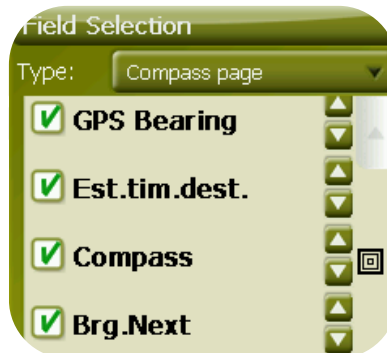 Field Selection
Type: Compass page
GPS Bearing
Est.tim.dest.
Compass
Brg.Next